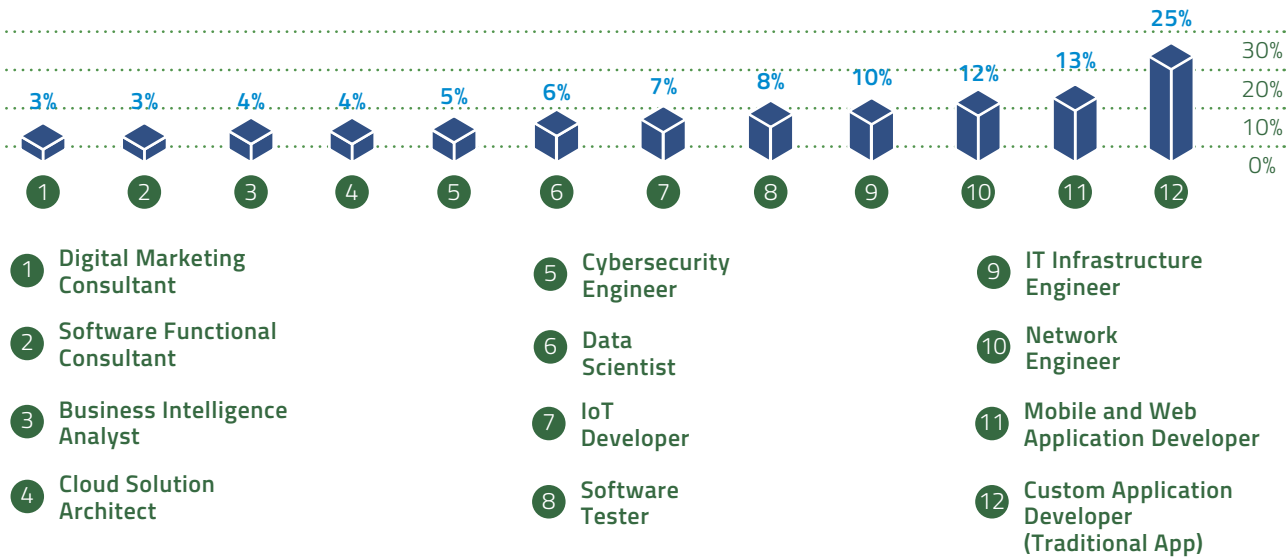 25%
30%
13%
12%
20%
10%
8%
7%
6%
5%
4%
4%
3%
3%
10%
0%
1
2
3
4
5
6
7
8
9
10
11
12
1
Digital Marketing
Consultant
2
Software Functional
Consultant
3
Business Intelligence
Analyst
4
Cloud Solution
Architect
5
Cybersecurity
Engineer
6
Data
Scientist
7
IoT
Developer
8
Software
Tester
9
IT Infrastructure
Engineer
10
Network
Engineer
11
Mobile and Web
Application Developer
12
Custom Application
Developer
(Traditional App)